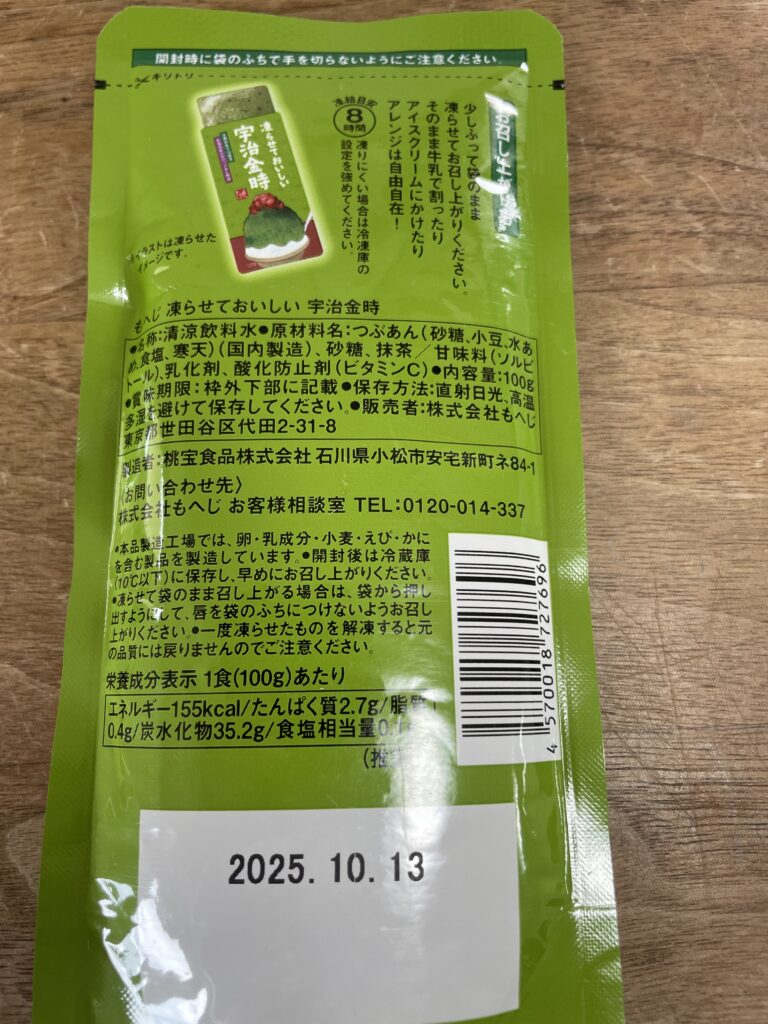 開封時に袋のふちで手を切らないようにご注意ください。
キリトリ
少しふって袋のまま
凍らせてお召し上がりください。
そのまま牛乳で割ったり
アイスクリームにかけたり
アレンジは自由自在!
凍結目安
8
時間
凍りにくい場合は冷凍庫の
設定を強めてください。
凍らせておいしい
宇治金時
イラストは凍らせた
イメージです。
もへじ 凍らせておいしい 宇治金時
●名称:清涼飲料水●原材料名:つぶあん(砂糖、小豆、水あ
め、食塩、寒天)(国内製造)、砂糖、抹茶/甘味料(ソルビ
トール)、乳化剤、酸化防止剤(ビタミンC)●内容量:100g
●賞味期限:枠外下部に記載●保存方法:直射日光、高温
多湿を避けて保存してください。●販売者:株式会社もへじ
東京都世田谷区代田2-31-8
製造者:桃宝食品株式会社 石川県小松市安宅新町ネ84-1
〈お問い合わせ先〉
株式会社もへじ お客様相談室 TEL:0120-014-337
●本品製造工場では、卵・乳成分・小麦・えび・かに
を含む製品を製造しています。●開封後は冷蔵庫
(10℃以下)に保存し、早めにお召し上がりください。
●凍らせて袋のまま召し上がる場合は、袋から押し
出すようにして、唇を袋のふちにつけないようお召し
上がりください。●一度凍らせたものを解凍すると元
の品質には戻りませんのでご注意ください。
栄養成分表示 1食(100g)あたり
エネルギー155kcal/たんぱく質2.7g/脂質
0.4g/炭水化物35.2g/食塩相当量
4 570018 727696
2025.10.13